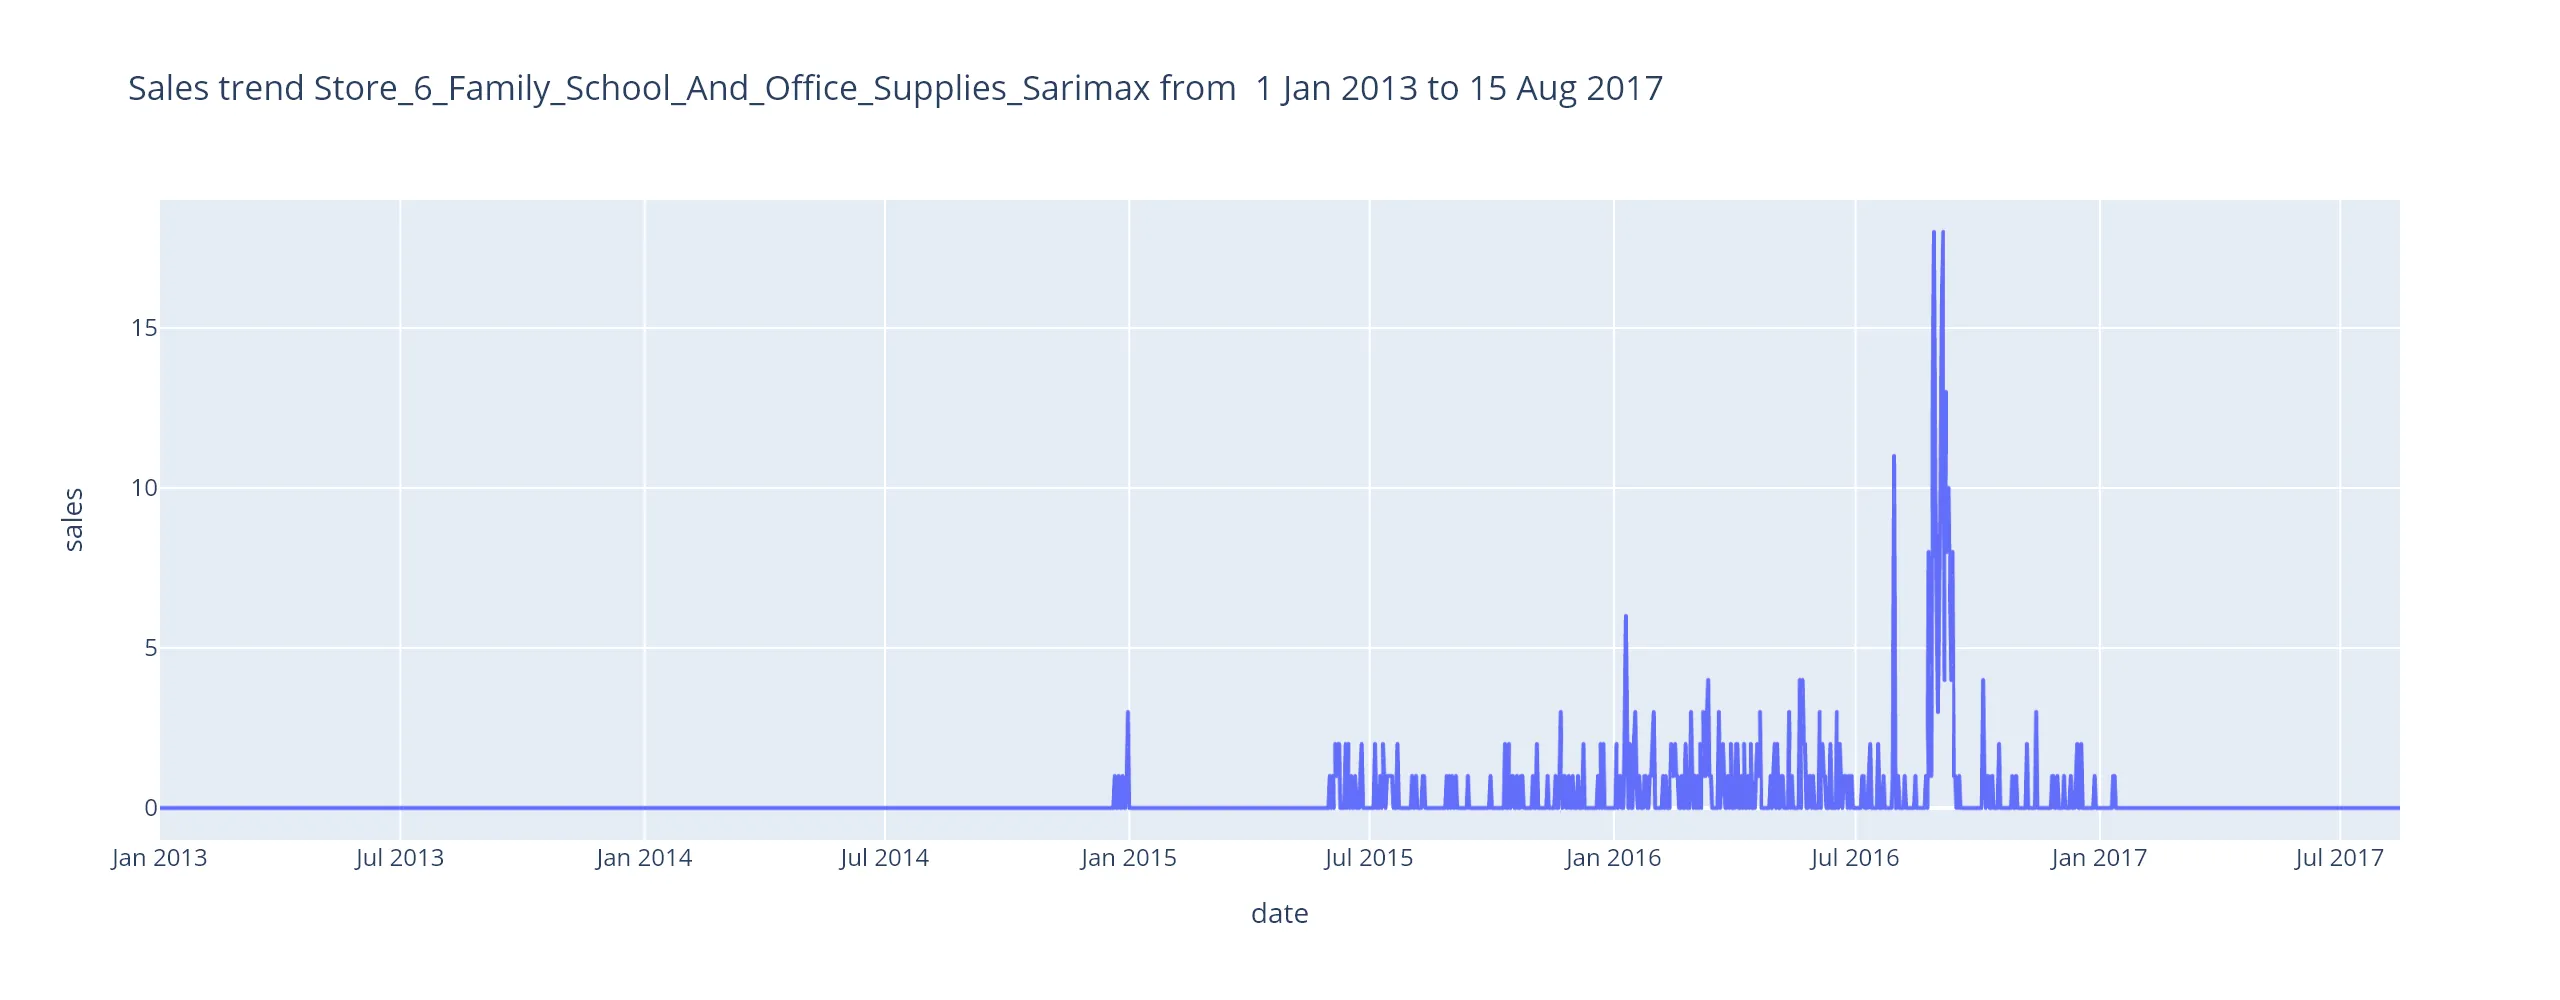 Sales trend Store_6_Family_School_And_Office_Supplies_Sarimax from  1 Jan 2013 to 15 Aug 2017
15
10
5
0
sales
Jan 2013 Jul 2013 Jan 2014 Jul 2014 Jan 2015 Jul 2015 Jan 2016 Jul 2016 Jan 2017 Jul 2017
date